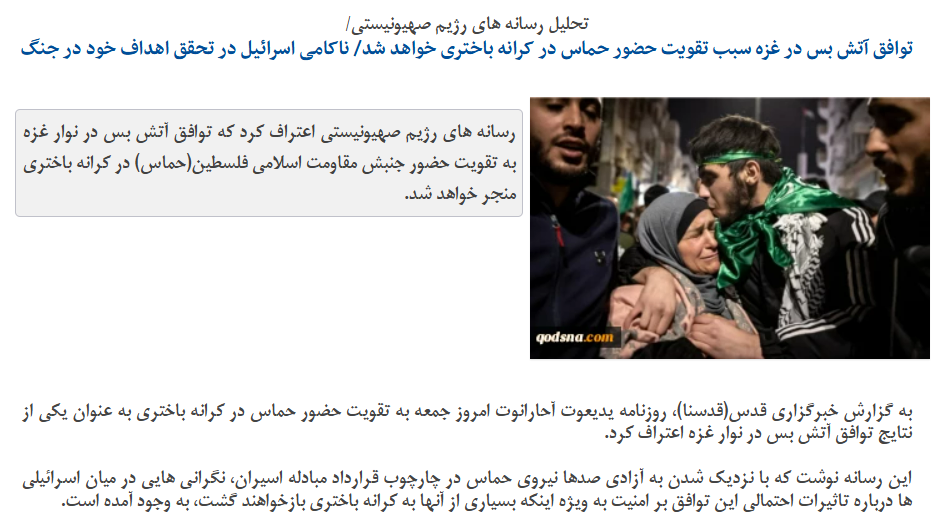 تحلیل رسانه های رژیم صهیونیستی/
توافق آتش بس در غزه سبب تقویت حضور حماس در کرانه باختری خواهد شد/ ناکامی اسرائیل در تحقق اهداف خود در جنگ
رسانه های رژیم صهیونیستی اعتراف کرد که توافق آتش بس در نوار غزه
به تقویت حضور جنبش مقاومت اسلامی فلسطین(حماس) در کرانه باختری
منجر خواهد شد.
qodsna.com
به گزارش خبرگزاری قدس(قدسنا)، روزنامه یدیعوت آحارانوت امروز جمعه به تقویت حضور حماس در کرانه باختری به عنوان یکی از
نتایج توافق آتش بس در نوار غزه اعتراف کرد.
این رسانه نوشت که با نزدیک شدن به آزادی صدها نیروی حماس در چارچوب قرارداد مبادله اسیران، نگرانی هایی در میان اسرائیلی
ها درباره تاثیرات احتمالی این توافق بر امنیت به ویژه اینکه بسیاری از آنها به کرانه باختری بازخواهند گشت، به وجود آمده است.